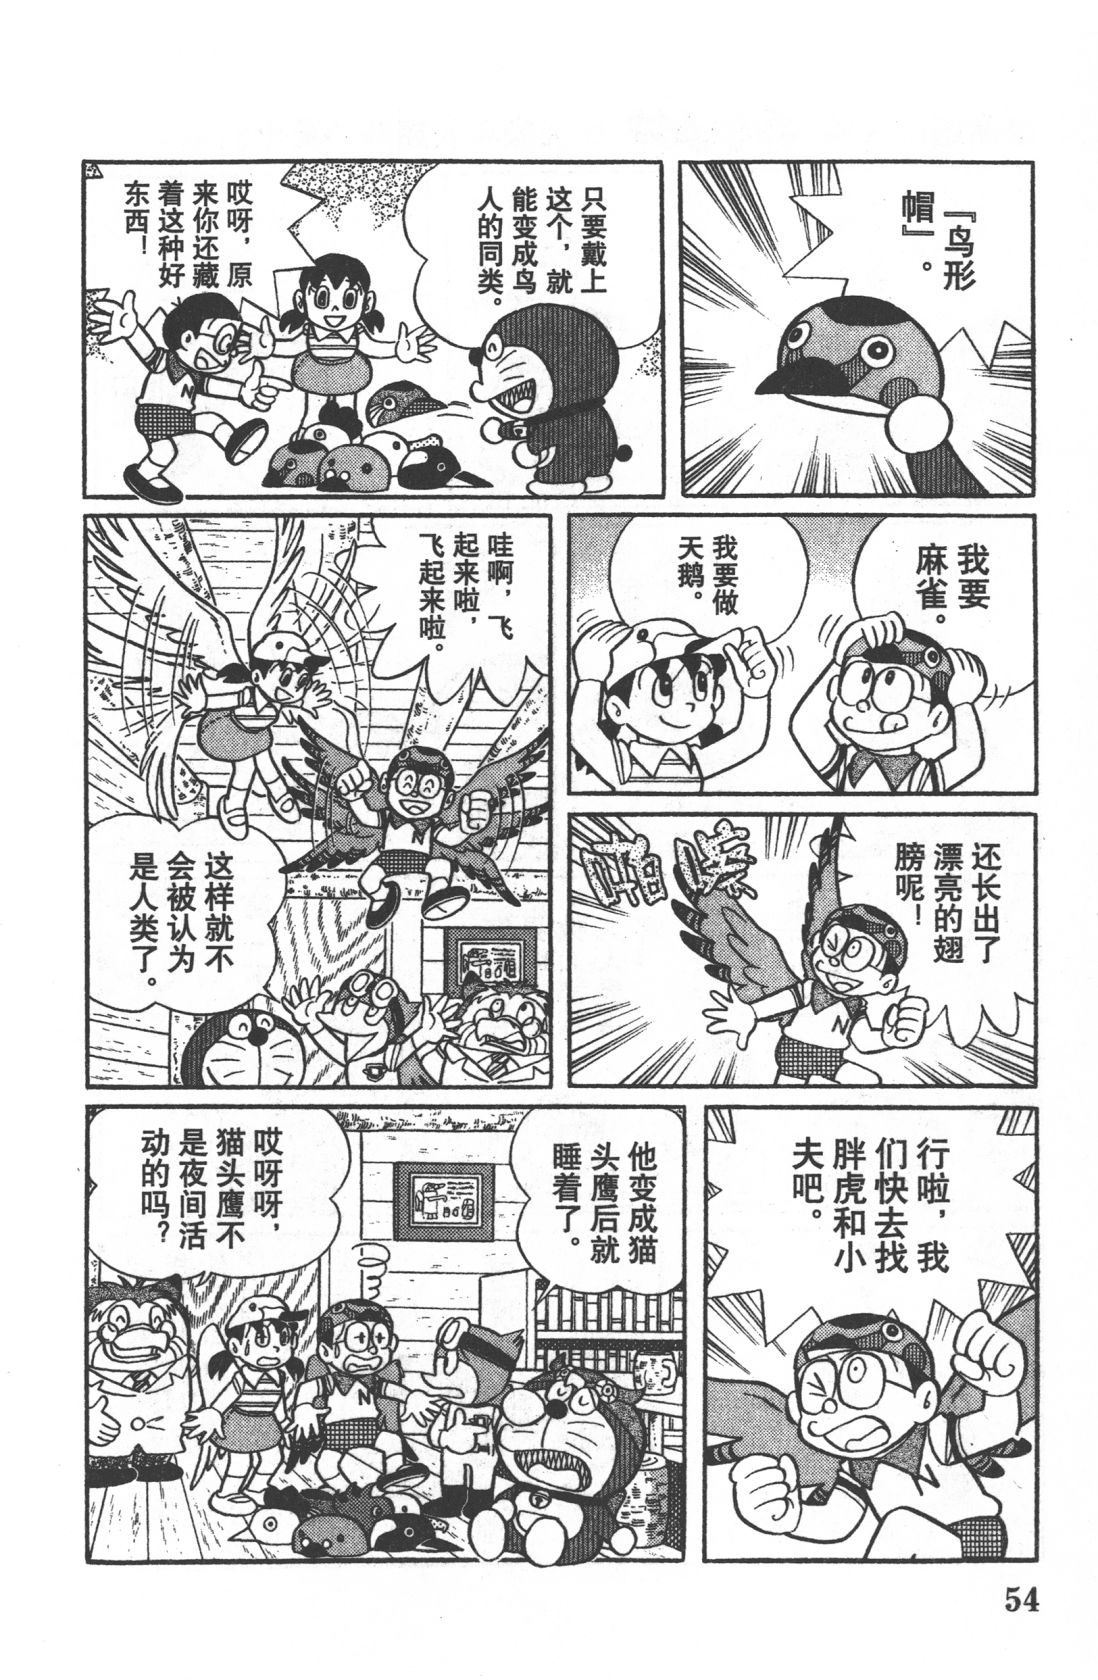 『鸟形
帽』。
只要戴上
这个，就
能变成鸟
人的同类。
哎呀，原
来你还藏
着这种好
东西！
我要
麻雀。
我要做
天鹅。
哇啊，飞
起来啦，
飞起来啦。
这样就不
会被认为
是人类了。
还长出了
漂亮的翅
膀呢！
行啦，我
们快去找
胖虎和小
夫吧。
他变成猫
头鹰后就
睡着了。
哎呀呀，
猫头鹰不
是夜间活
动的吗？
54